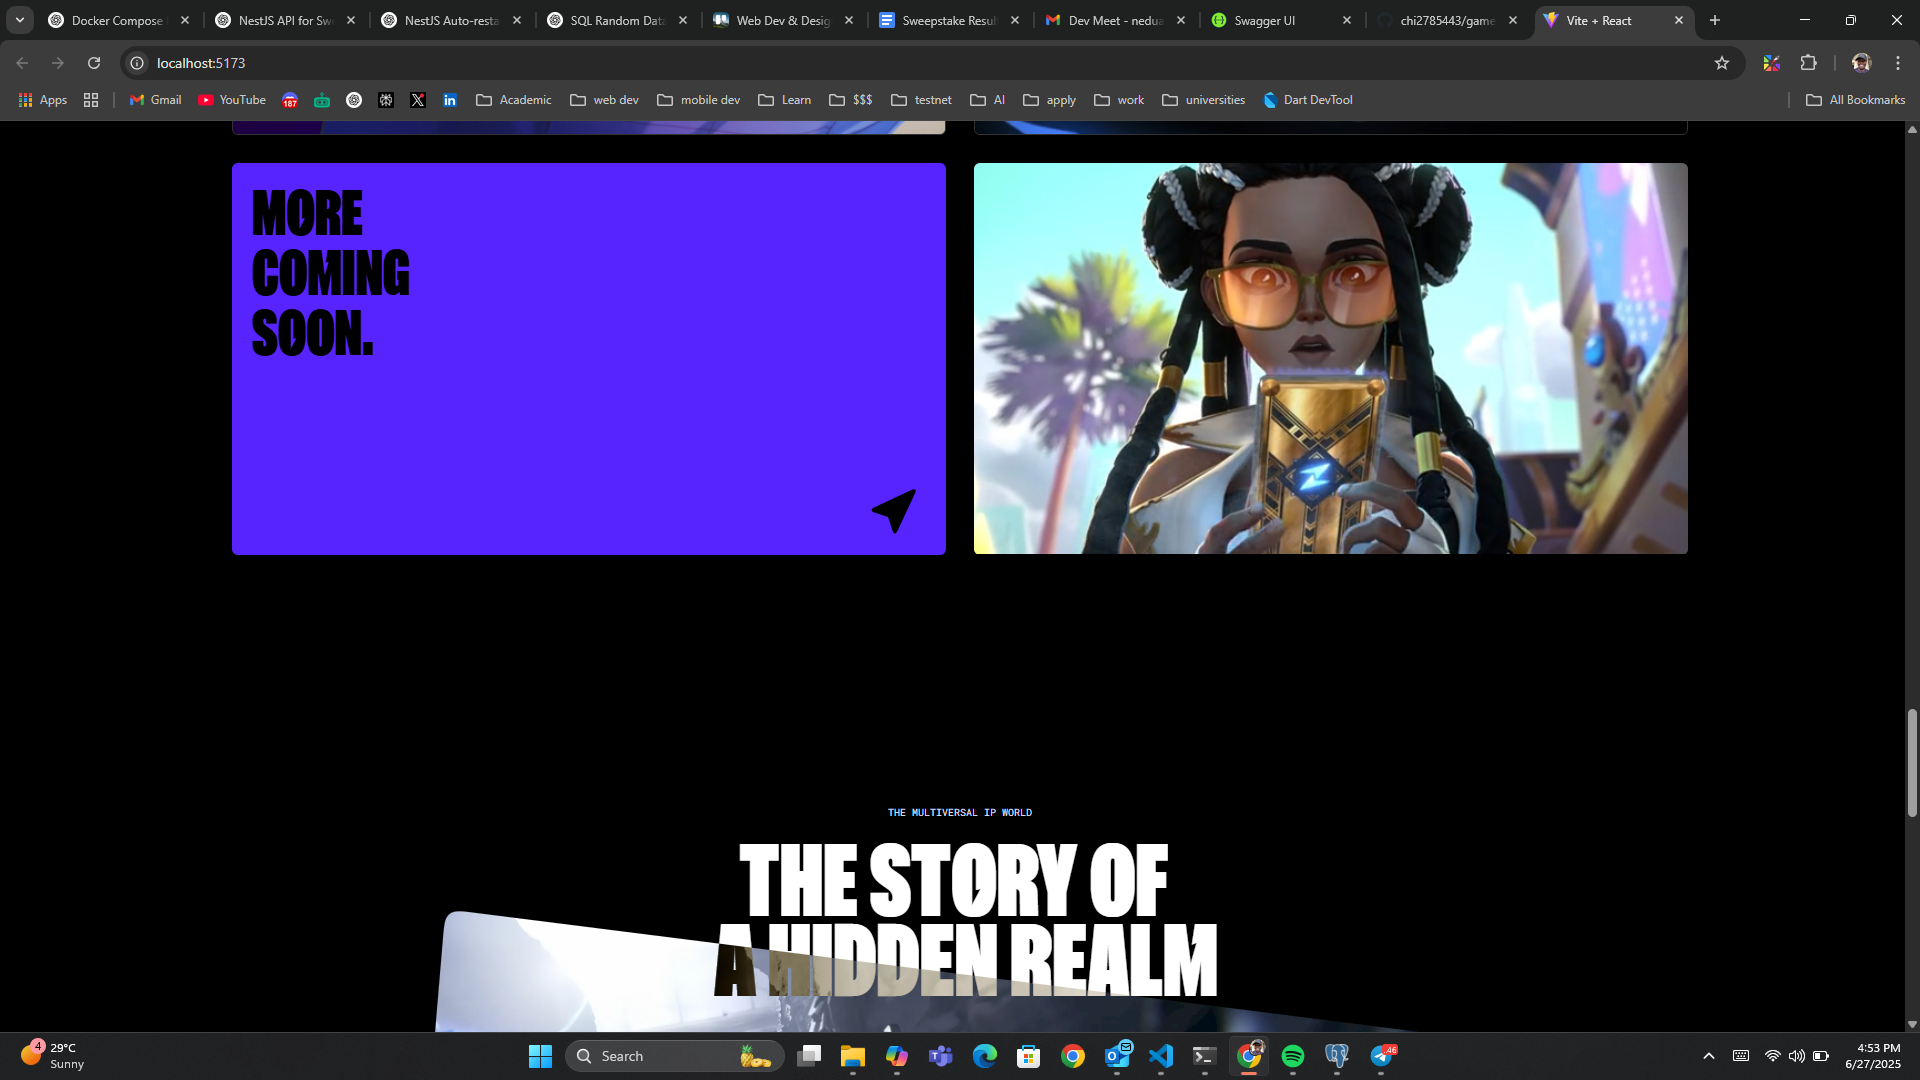 Docker Compose
NestJS API for Sw
NestJS Auto-resta
SQL Random Data
Web Dev & Desig
Sweepstake Resul
Dev Meet - nedua
Swagger UI
chi2785443/game
Vite + React
localhost:5173
Apps
Gmail
YouTube
187
Academic
web dev
mobile dev
Learn
$$$
testnet
AI
apply
work
universities
Dart DevTool
All Bookmarks
MORE
COMING
SOON.
THE MULTIVERSAL IP WORLD
THE STORY OF
A HIDDEN REALM
4
29°C
Sunny
Search
46
4:53 PM
6/27/2025